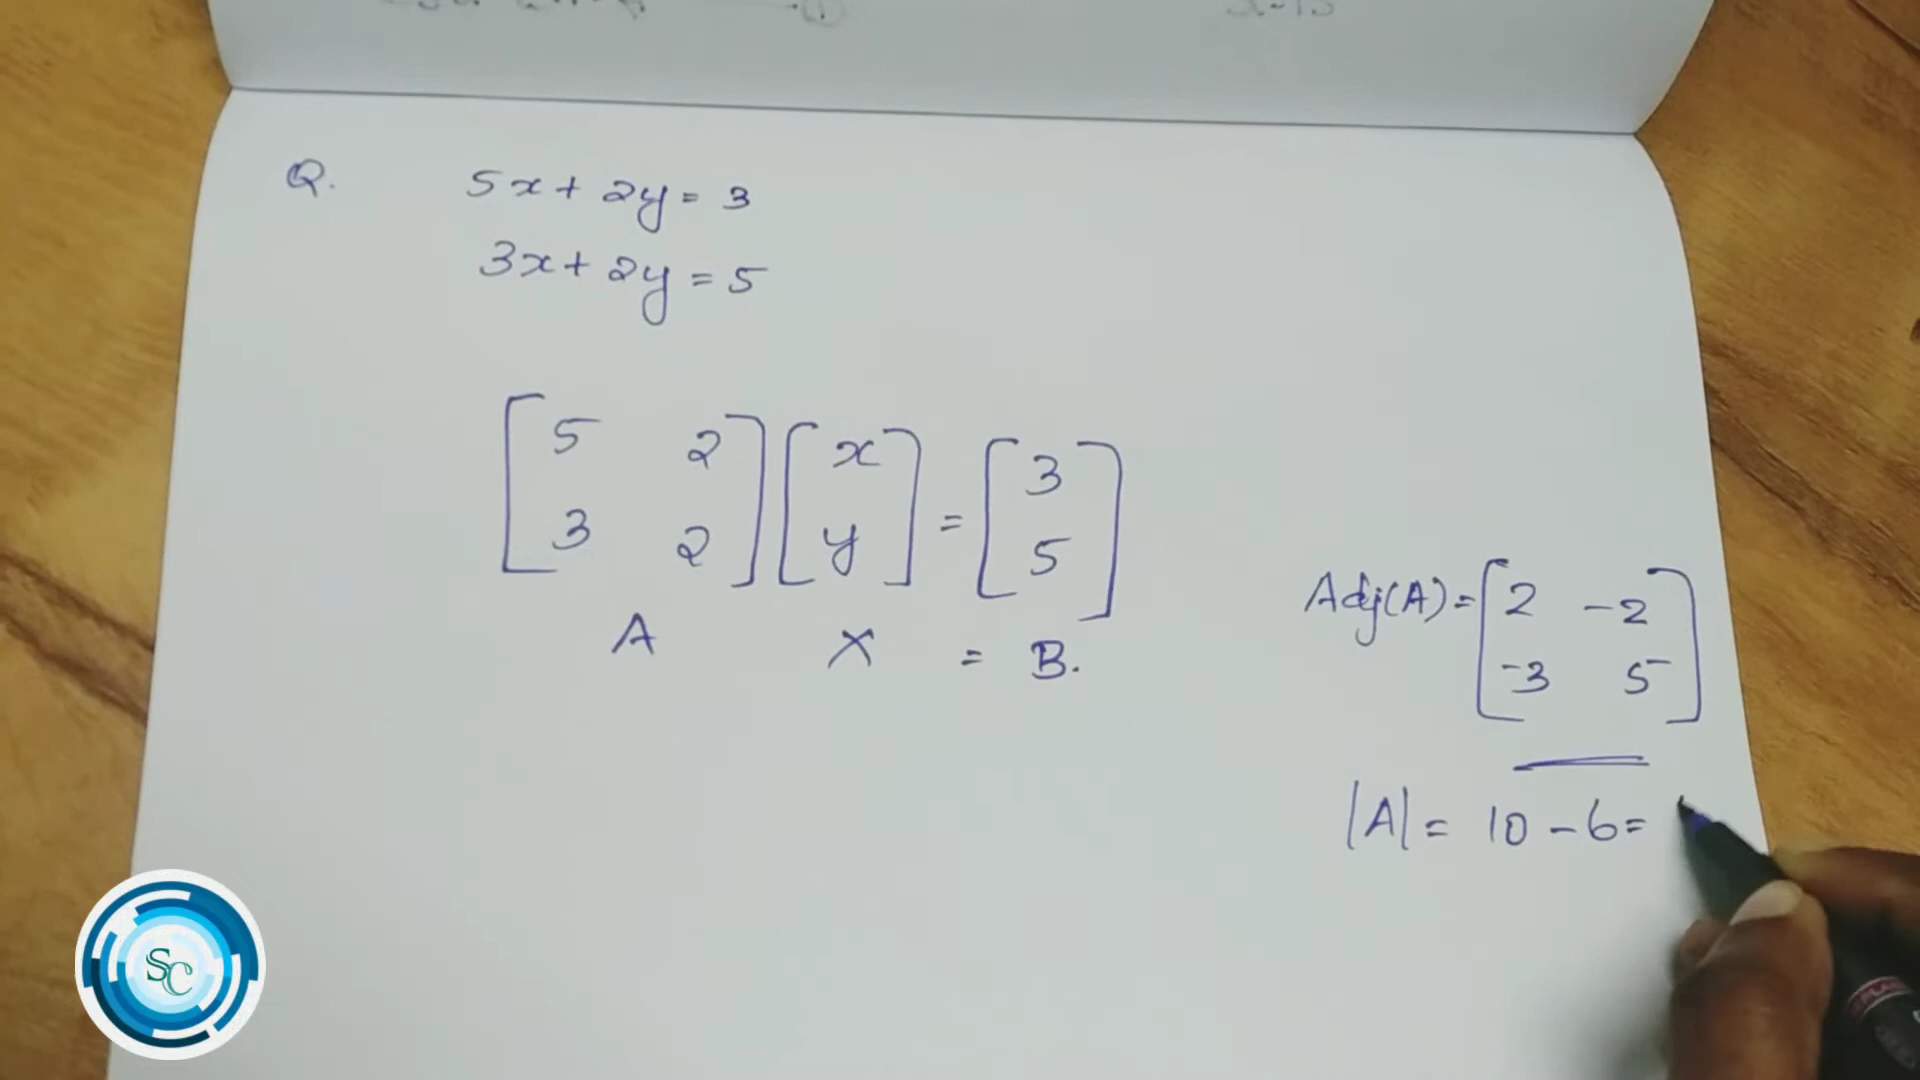 Q. 5x + 2y = 3
3x + 2y = 5
[ 5 2 ] [ x ] = [ 3 ]
[ 3 2 ] [ y ] [ 5 ]
A X = B.
Adj(A) = [ 2 -2 ]
[ -3 5 ]
|A| = 10 - 6 =
SC